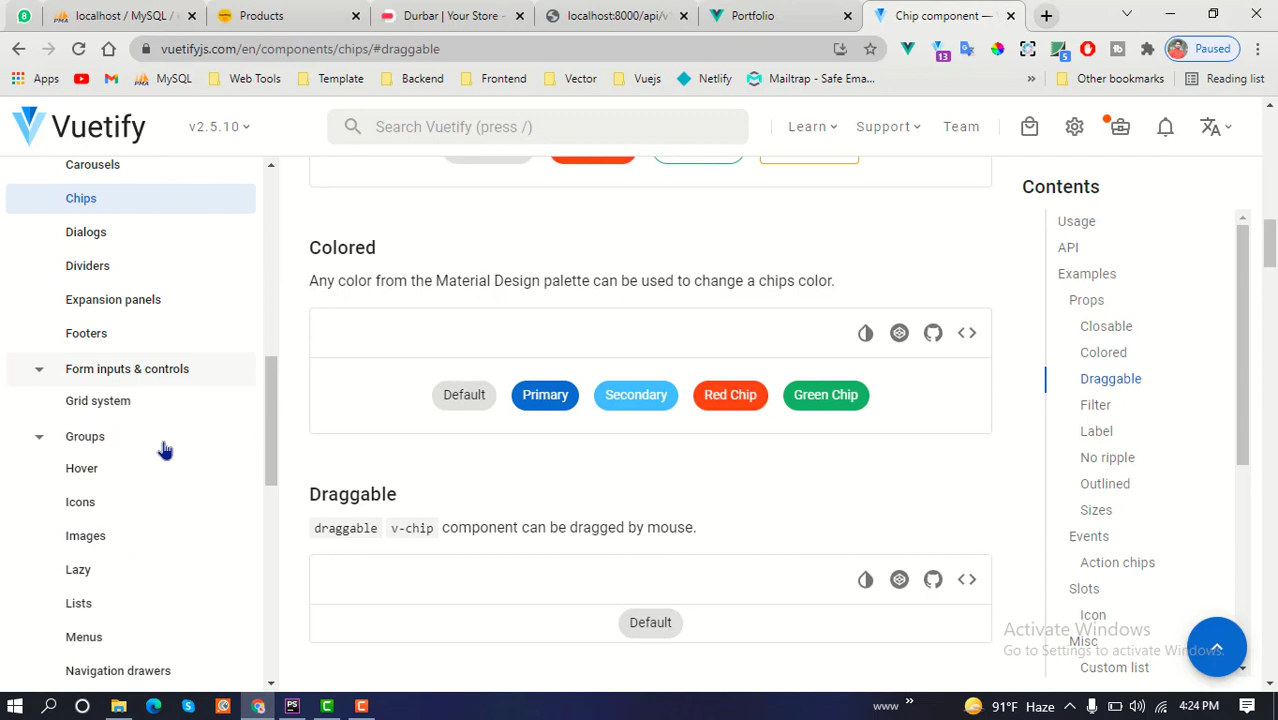 localhost / MySQL /
Products
Durbar | Your Store -
localhost:8000/api/v
Portfolio
Chip component —
vuetifyjs.com/en/components/chips/#draggable
13
5
Paused
Apps
MySQL
Web Tools
Template
Backend
Frontend
Vector
Vuejs
Netlify
Mailtrap - Safe Ema...
»
Other bookmarks
Reading list
Vuetify
v2.5.10
Search Vuetify (press /)
Learn
Support
Team
Carousels
Chips
Dialogs
Dividers
Expansion panels
Footers
Form inputs & controls
Grid system
Groups
Hover
Icons
Images
Lazy
Lists
Menus
Navigation drawers
Colored
Any color from the Material Design palette can be used to change a chips color.
Default
Primary
Secondary
Red Chip
Green Chip
Draggable
draggable v-chip component can be dragged by mouse.
Default
Contents
Usage
API
Examples
Props
Closable
Colored
Draggable
Filter
Label
No ripple
Outlined
Sizes
Events
Action chips
Slots
Icon
Misc
Custom list
Activate Windows
Go to Settings to activate Windows.
www »
91°F Haze
4:24 PM